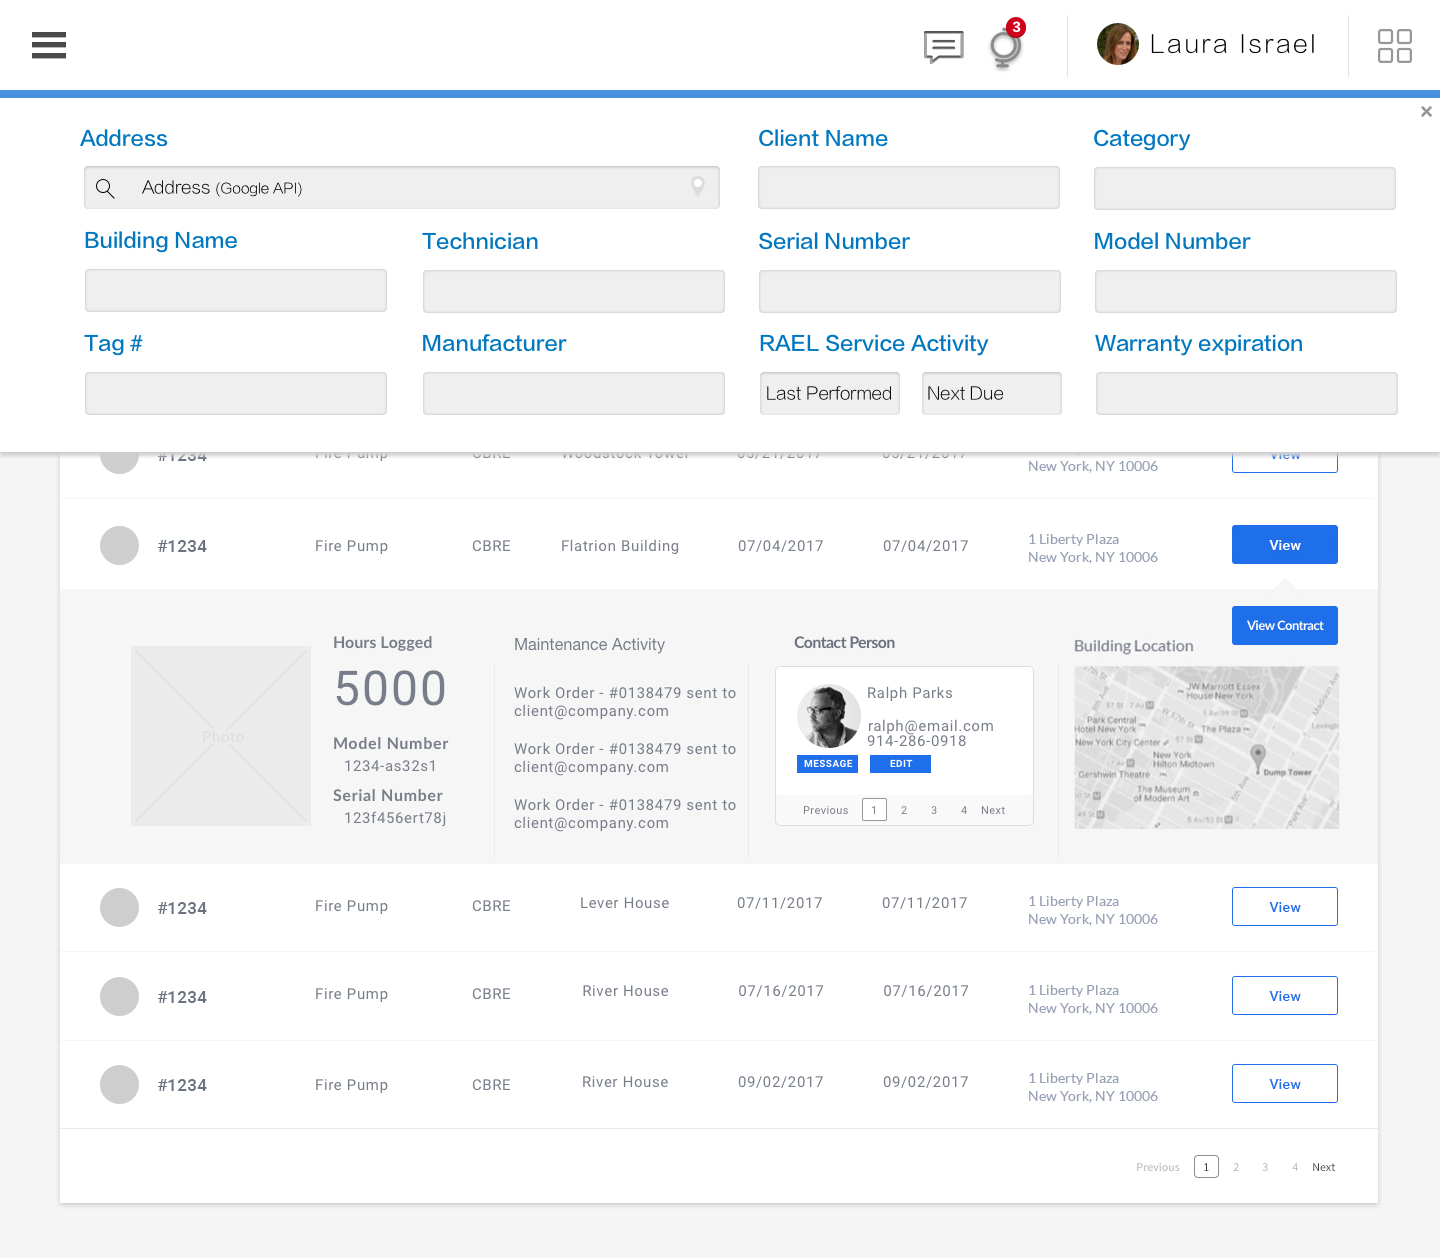 3
Laura Israel
Address
Client Name
Category
Address (Google API)
Building Name
Technician
Serial Number
Model Number
Tag #
Manufacturer
RAEL Service Activity
Warranty expiration
Last Performed
Next Due
#1234 Fire Pump CBRE Woodstock Tower
New York, NY 10006
View
#1234 Fire Pump CBRE Flatrion Building 07/04/2017 07/04/2017
1 Liberty Plaza
New York, NY 10006
View
View Contract
Photo
Hours Logged
5000
Model Number
1234-as32s1
Serial Number
123f456ert78j
Maintenance Activity
Work Order - #0138479 sent to
client@company.com
Work Order - #0138479 sent to
client@company.com
Work Order - #0138479 sent to
client@company.com
Contact Person
Ralph Parks
ralph@email.com
914-286-0918
MESSAGE EDIT
Previous 1 2 3 4 Next
Building Location
JW Marriott Essex
House New York
Park Central
Hotel New York
W 57th St
The Plaza
New York City Center
New York
Hilton Midtown
Gershwin Theatre
Dump Tower
The Museum
of Modern Art
#1234 Fire Pump CBRE Lever House 07/11/2017 07/11/2017
1 Liberty Plaza
New York, NY 10006
View
#1234 Fire Pump CBRE River House 07/16/2017 07/16/2017
1 Liberty Plaza
New York, NY 10006
View
#1234 Fire Pump CBRE River House 09/02/2017 09/02/2017
1 Liberty Plaza
New York, NY 10006
View
Previous 1 2 3 4 Next